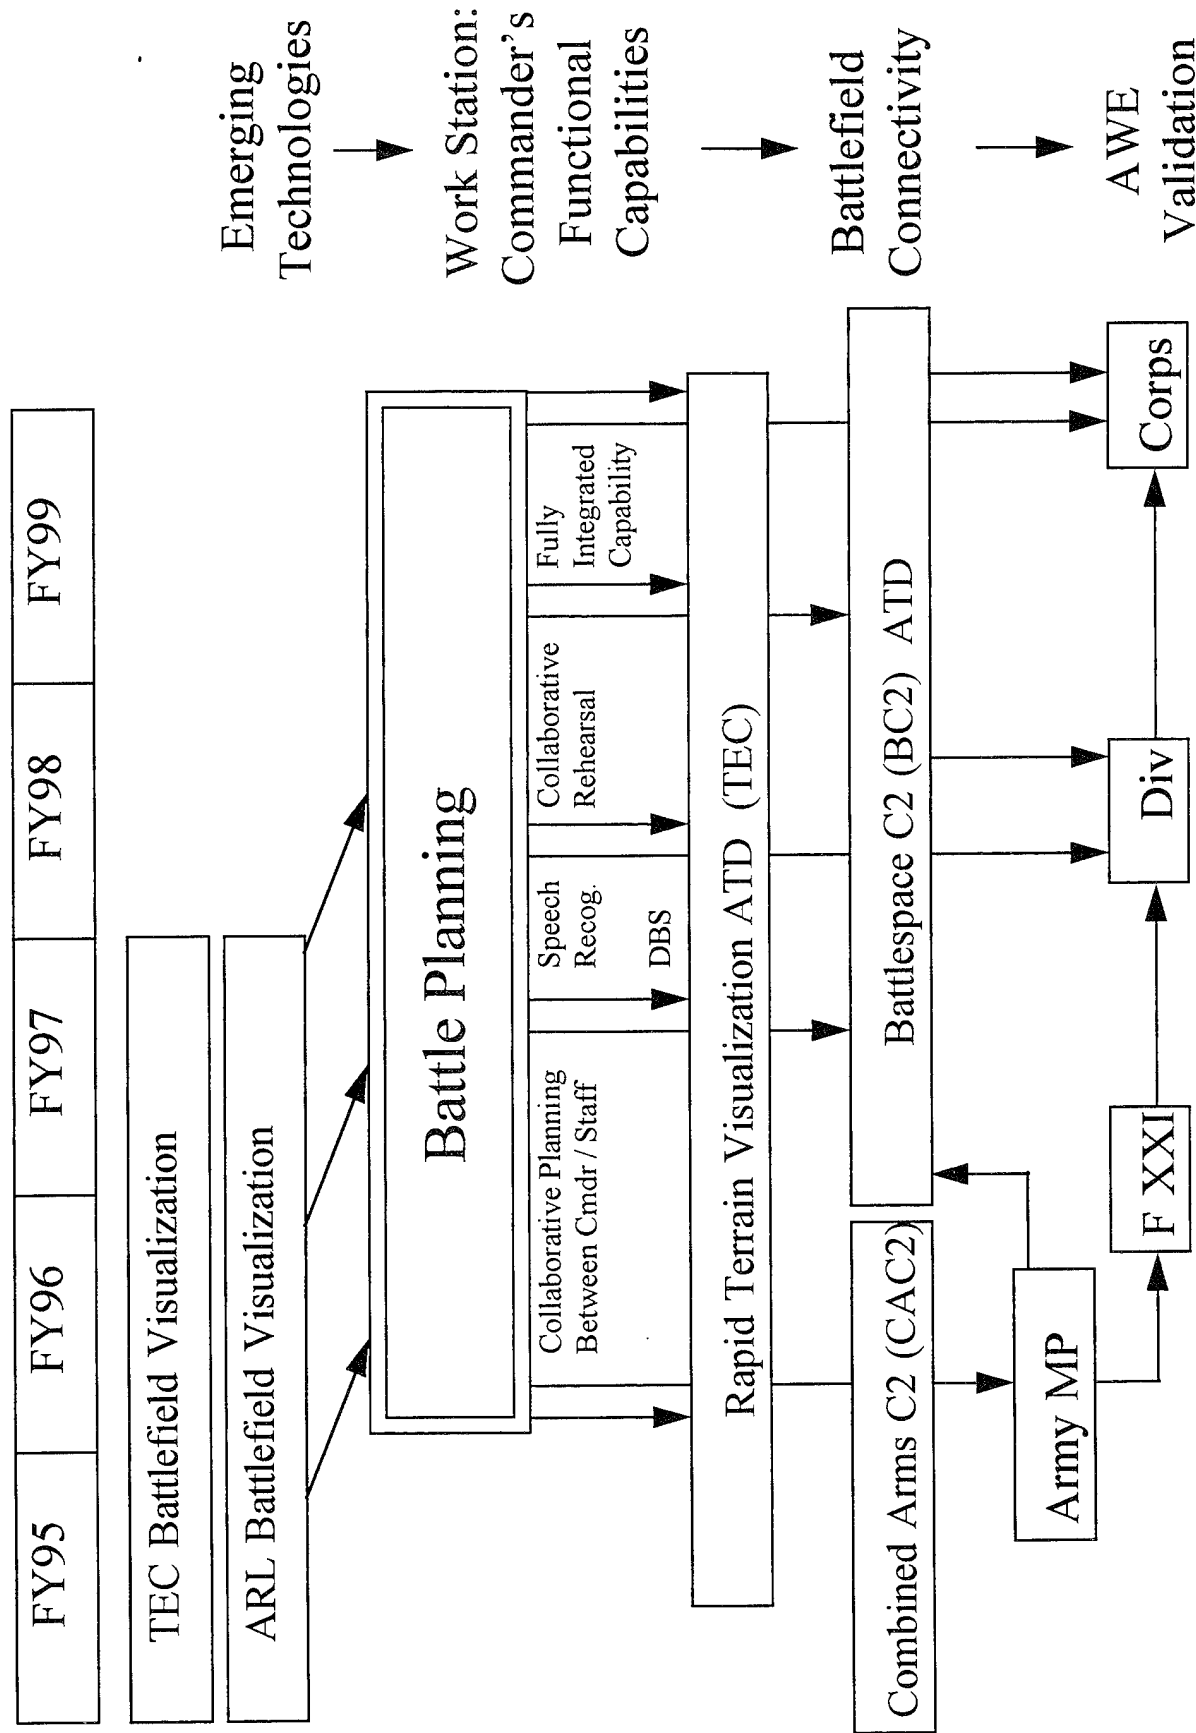 FY95
FY96
FY97
FY98
FY99
TEC Battlefield Visualization
ARL Battlefield Visualization
Emerging
Technologies
Battle Planning
Work Station:
Commander's
Functional
Capabilities
Collaborative Planning
Between Cmdr / Staff
Speech
Recog.
DBS
Collaborative
Rehearsal
Fully
Integrated
Capability
Rapid Terrain Visualization ATD (TEC)
Combined Arms C2 (CAC2)
Battlespace C2 (BC2) ATD
Battlefield
Connectivity
Army MP
F XXI
Div
Corps
AWE
Validation